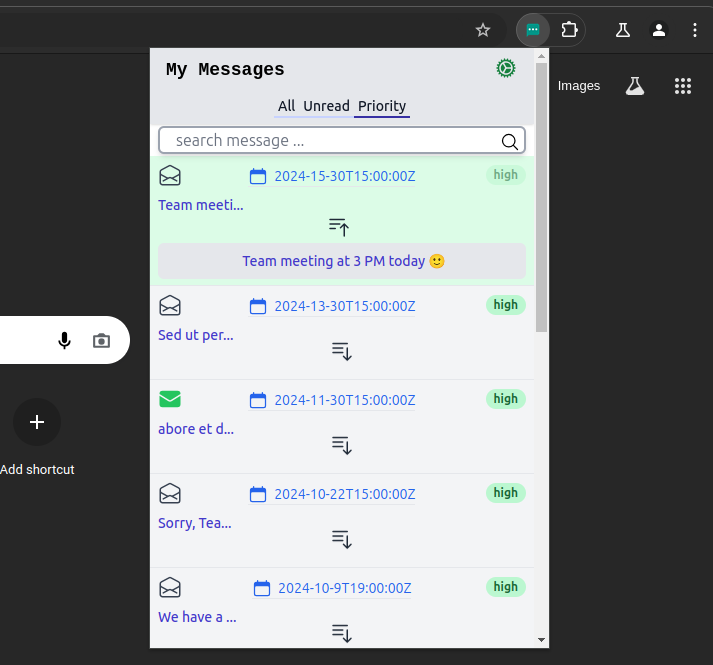 My Messages
Images
All Unread Priority
search message ...
2024-15-30T15:00:00Z high
Team meeti...
Team meeting at 3 PM today 🙂
2024-13-30T15:00:00Z high
Sed ut per...
2024-11-30T15:00:00Z high
abore et d...
Add shortcut
2024-10-22T15:00:00Z high
Sorry, Tea...
2024-10-9T19:00:00Z high
We have a ...